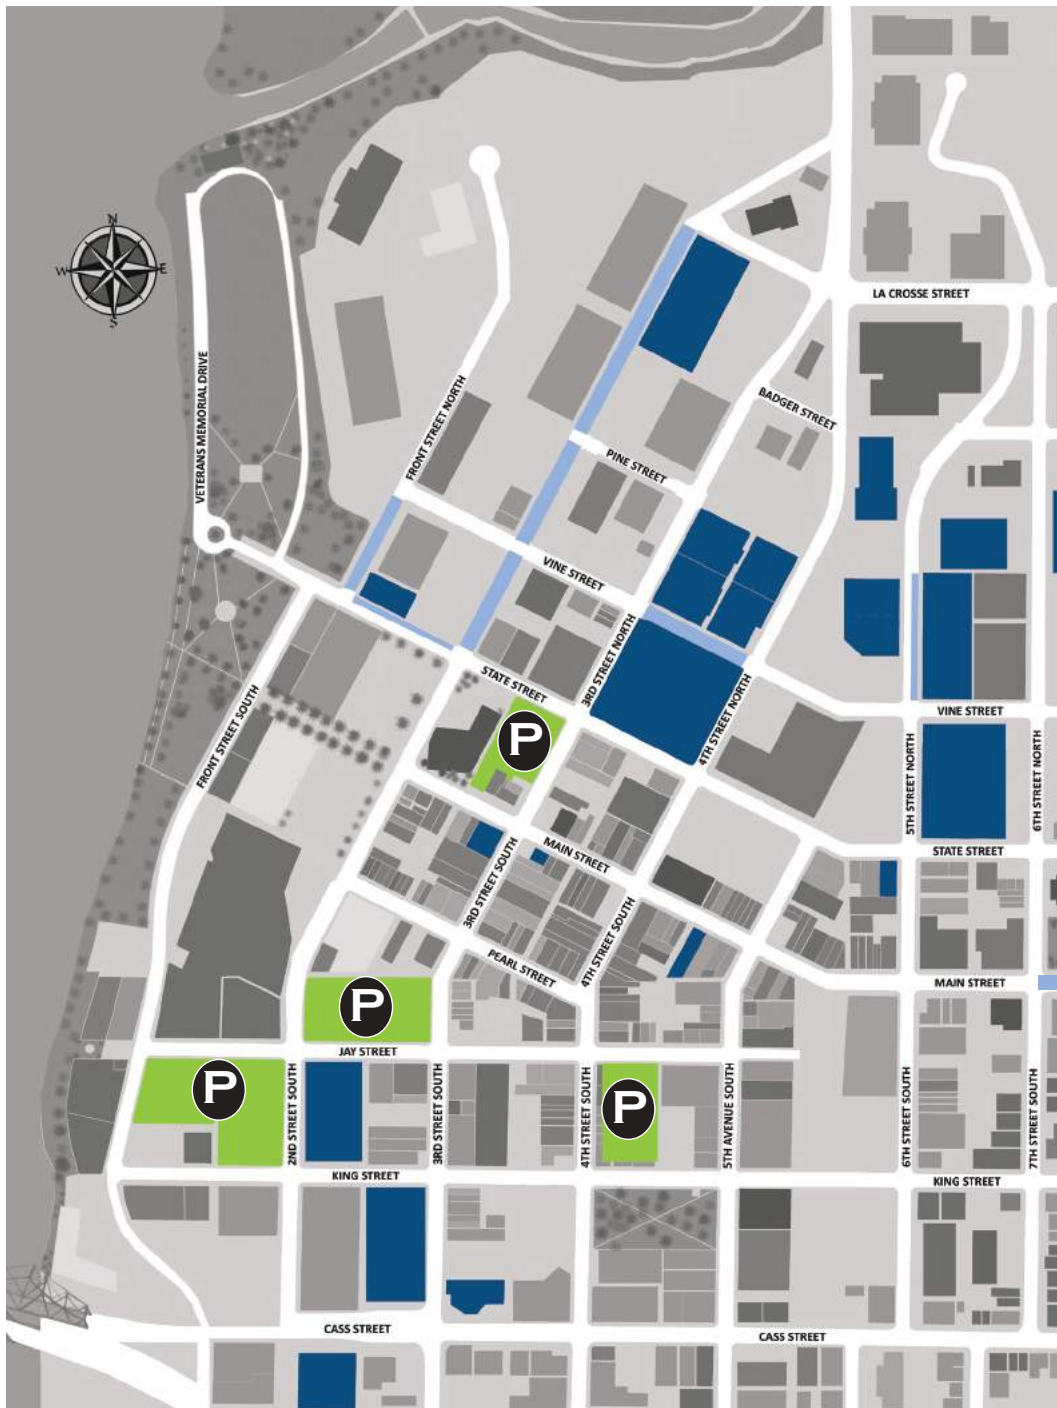 N
W
E
S
LA CROSSE STREET
VETERANS MEMORIAL DRIVE
FRONT STREET NORTH
BADGER STREET
PINE STREET
VINE STREET
3RD STREET NORTH
STATE STREET
P
4TH STREET NORTH
VINE STREET
FRONT STREET SOUTH
5TH STREET NORTH
6TH STREET NORTH
STATE STREET
MAIN STREET
3RD STREET SOUTH
4TH STREET SOUTH
PEARL STREET
MAIN STREET
P
JAY STREET
P
P
2ND STREET SOUTH
3RD STREET SOUTH
4TH STREET SOUTH
5TH AVENUE SOUTH
6TH STREET SOUTH
7TH STREET SOUTH
KING STREET
KING STREET
CASS STREET
CASS STREET